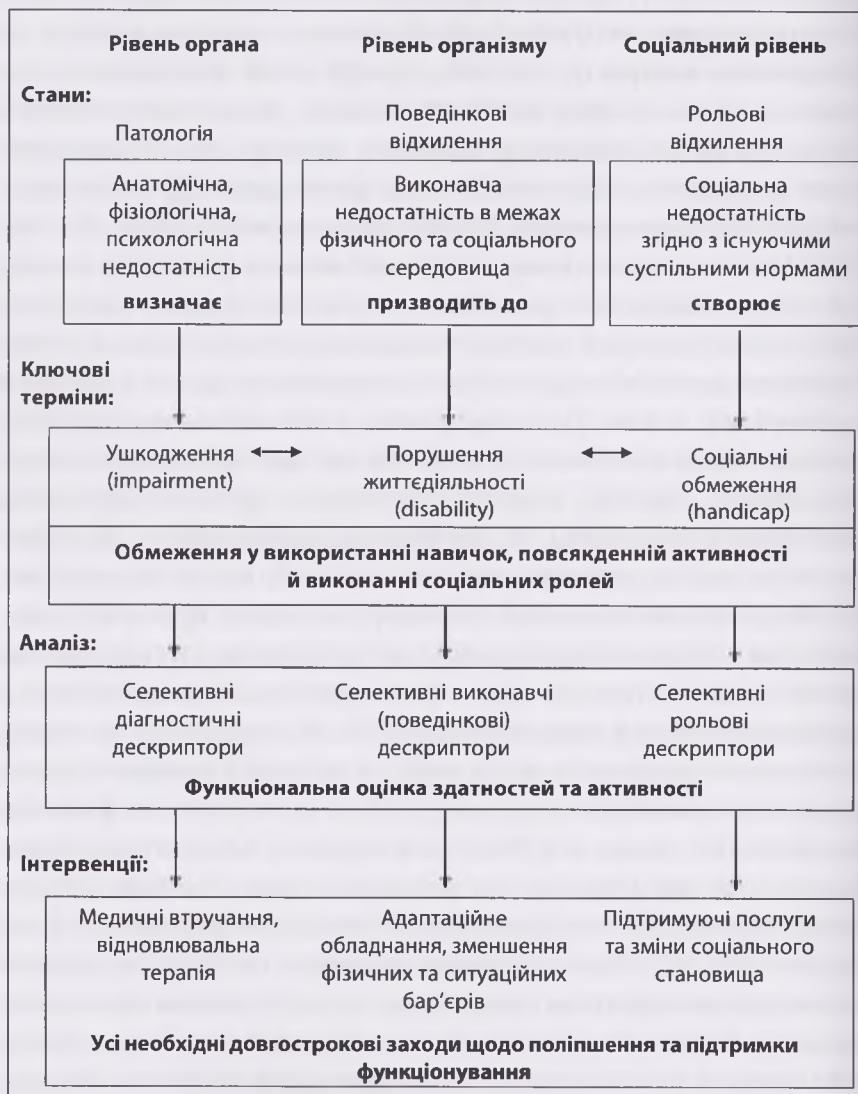 Рівень органа
Рівень організму
Соціальний рівень
Стани:
Патологія
Поведінкові
відхилення
Рольові
відхилення
Анатомічна,
фізіологічна,
психологічна
недостатність
визначає
Виконавча
недостатність в межах
фізичного та соціального
середовища
призводить до
Соціальна
недостатність
згідно з існуючими
суспільними нормами
створює
Ключові
терміни:
Ушкодження
(impairment)
Порушення
життєдіяльності
(disability)
Соціальні
обмеження
(handicap)
Обмеження у використанні навичок, повсякденній активності
й виконанні соціальних ролей
Аналіз:
Селективні
діагностичні
дескриптори
Селективні виконавчі
(поведінкові)
дескриптори
Селективні
рольові
дескриптори
Функціональна оцінка здатностей та активності
Інтервенції:
Медичні втручання,
відновлювальна
терапія
Адаптаційне
обладнання, зменшення
фізичних та ситуаційних
бар’єрів
Підтримуючі послуги
та зміни соціального
становища
Усі необхідні довгострокові заходи щодо поліпшення та підтримки
функціонування